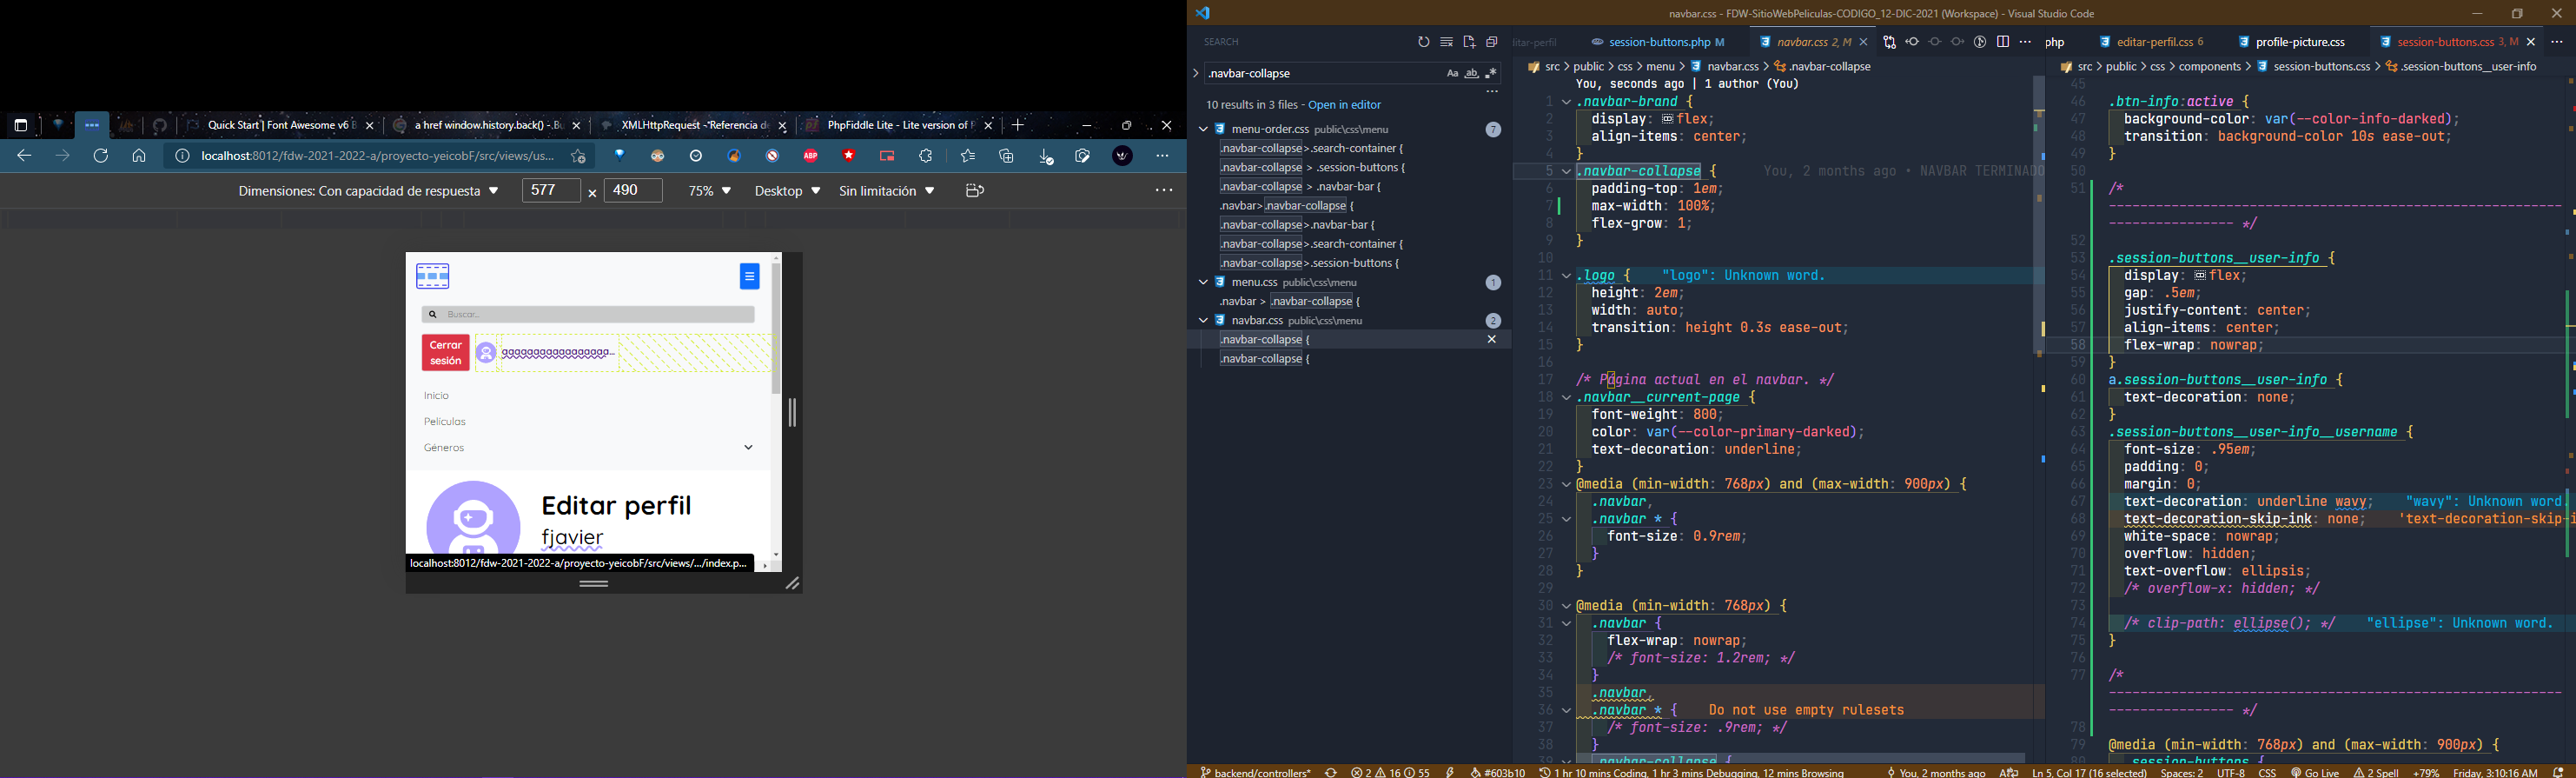 Quick Start | Font Awesome v6 B
a href window.history.back() - Bu
XMLHttpRequest - Referencia de
PhpFiddle Lite - Lite version of P
localhost:8012/fdw-2021-2022-a/proyecto-yeicobF/src/views/us...
ABP
Dimensiones: Con capacidad de respuesta
577
×
490
75%
Desktop
Sin limitación
Buscar...
Cerrar
sesión
Inicio
Películas
Géneros
Editar perfil
fjavier
localhost:8012/fdw-2021-2022-a/proyecto-yeicobF/src/views/.../index.p...
navbar.css - FDW-SitioWebPeliculas-CODIGO_12-DIC-2021 (Workspace) - Visual Studio Code
SEARCH
.navbar-collapse
Aa
ab
10 results in 3 files - Open in editor
menu-order.css public\css\menu 7
.navbar-collapse>.search-container {
.navbar-collapse > .session-buttons {
.navbar-collapse > .navbar-bar {
.navbar>.navbar-collapse {
.navbar-collapse>.navbar-bar {
.navbar-collapse>.search-container {
.navbar-collapse>.session-buttons {
menu.css public\css\menu 1
.navbar > .navbar-collapse {
navbar.css public\css\menu 2
.navbar-collapse {
.navbar-collapse {
itar-perfil
session-buttons.php M
navbar.css 2, M
src > public > css > menu > navbar.css > .navbar-collapse
You, seconds ago | 1 author (You)
1 .navbar-brand {
2 display: flex;
3 align-items: center;
4 }
5 .navbar-collapse { You, 2 months ago • NAVBAR TERMINADO
6 padding-top: 1em;
7 max-width: 100%;
8 flex-grow: 1;
9 }
10
11 .logo { "logo": Unknown word.
12 height: 2em;
13 width: auto;
14 transition: height 0.3s ease-out;
15 }
16
17 /* Página actual en el navbar. */
18 .navbar__current-page {
19 font-weight: 800;
20 color: var(--color-primary-darked);
21 text-decoration: underline;
22 }
23 @media (min-width: 768px) and (max-width: 900px) {
24 .navbar,
25 .navbar * {
26 font-size: 0.9rem;
27 }
28 }
29
30 @media (min-width: 768px) {
31 .navbar {
32 flex-wrap: nowrap;
33 /* font-size: 1.2rem; */
34 }
35 .navbar,
36 .navbar * { Do not use empty rulesets
37 /* font-size: .9rem; */
38 }
39 .navbar-collapse {
php
editar-perfil.css 6
profile-picture.css
session-buttons.css 3, M
src > public > css > components > session-buttons.css > .session-buttons__user-info
45
46 .btn-info:active {
47 background-color: var(--color-info-darked);
48 transition: background-color 10s ease-out;
49 }
50
51 /*
----------------------------------------------------------
---------------- */
52
53 .session-buttons__user-info {
54 display: flex;
55 gap: .5em;
56 justify-content: center;
57 align-items: center;
58 flex-wrap: nowrap;
59 }
60 a.session-buttons__user-info {
61 text-decoration: none;
62 }
63 .session-buttons__user-info__username {
64 font-size: .95em;
65 padding: 0;
66 margin: 0;
67 text-decoration: underline wavy; "wavy": Unknown word.
68 text-decoration-skip-ink: none; 'text-decoration-skip-i
69 white-space: nowrap;
70 overflow: hidden;
71 text-overflow: ellipsis;
72 /* overflow-x: hidden; */
73
74 /* clip-path: ellipse(); */ "ellipse": Unknown word.
75 }
76
77 /*
----------------------------------------------------------
---------------- */
78
79 @media (min-width: 768px) and (max-width: 900px) {
80 .session-buttons {
backend/controllers*
2 16 55
#603b10
1 hr 10 mins Coding, 1 hr 3 mins Debugging, 12 mins Browsing
You, 2 months ago
Ln 5, Col 17 (16 selected)
Spaces: 2
UTF-8
CSS
Go Live
2 Spell
+79%
Friday, 3:10:16 AM